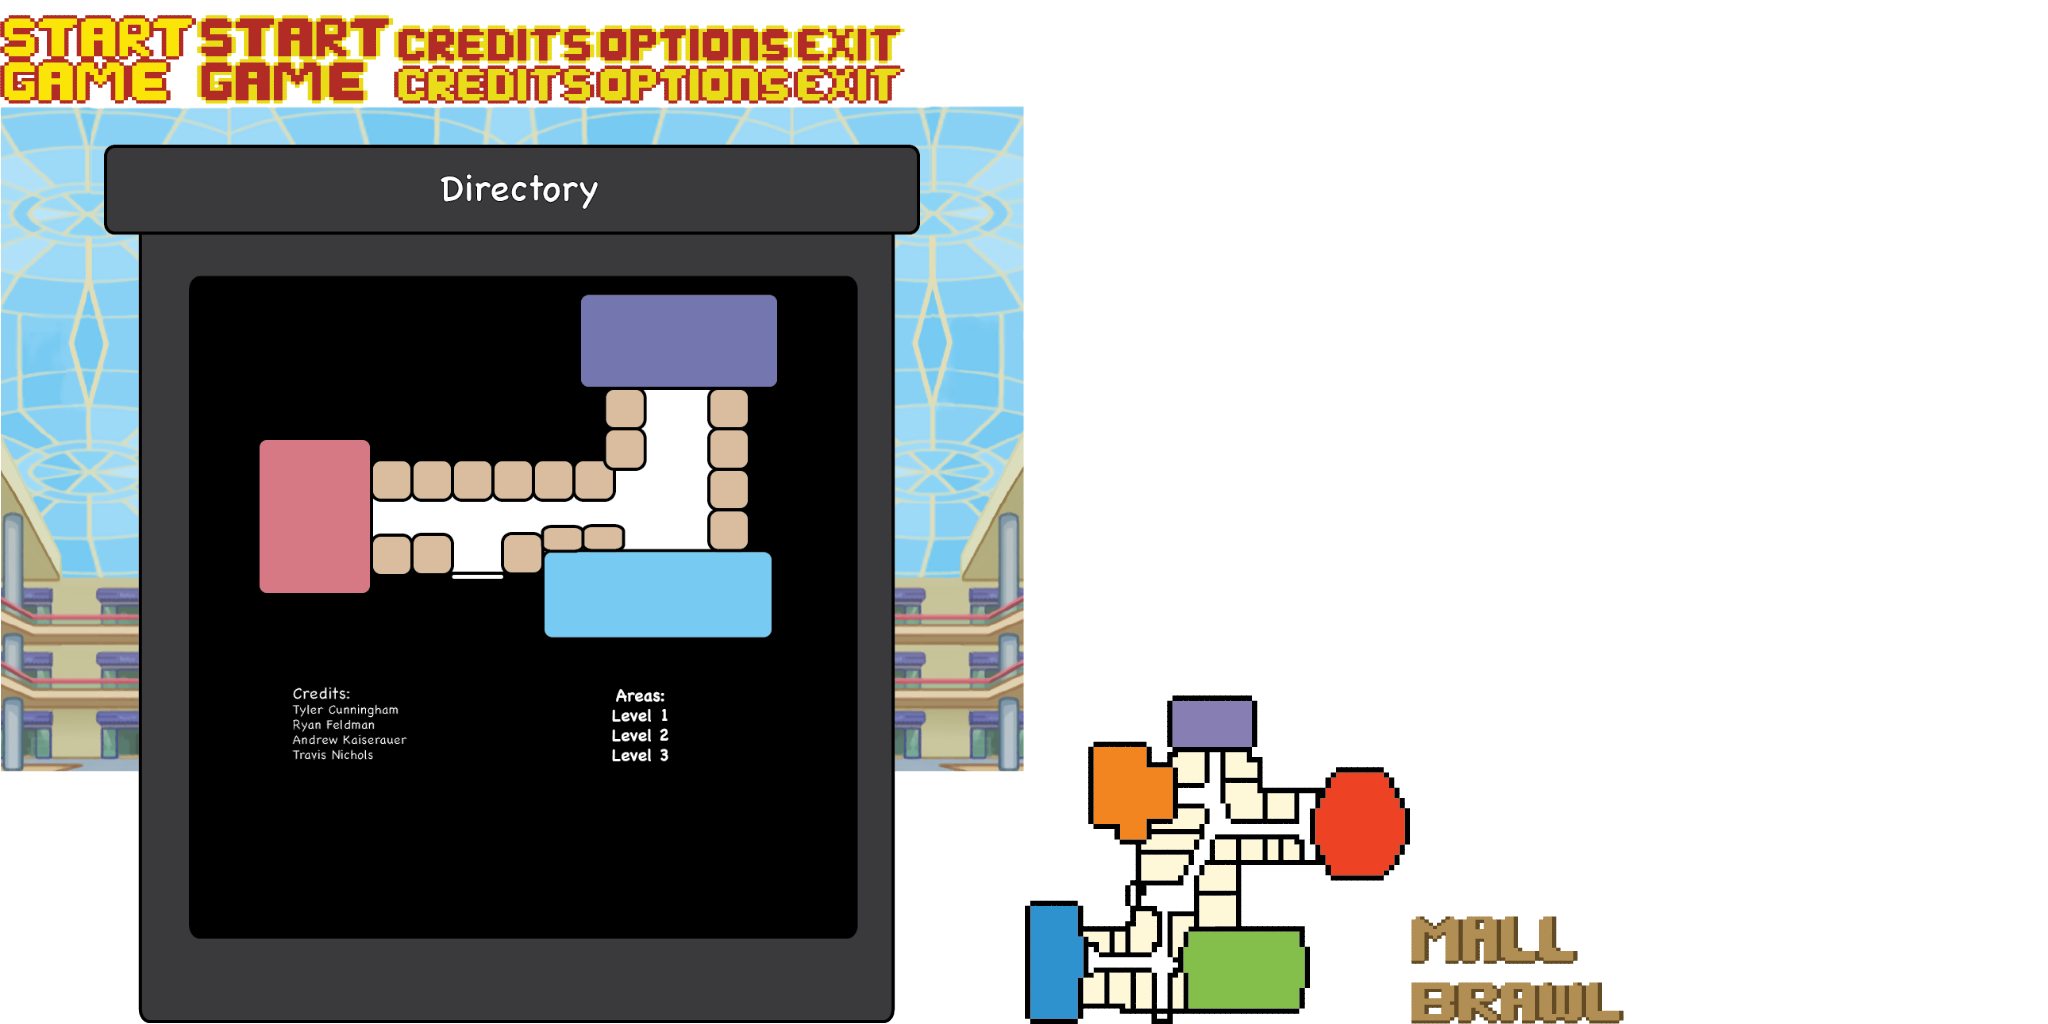 START START CREDITS OPTIONS EXIT
GAME GAME CREDITS OPTIONS EXIT
Directory
Credits:
Tyler Cunningham
Ryan Feldman
Andrew Kaiserauer
Travis Nichols
Areas:
Level 1
Level 2
Level 3
MALL
BRAWL